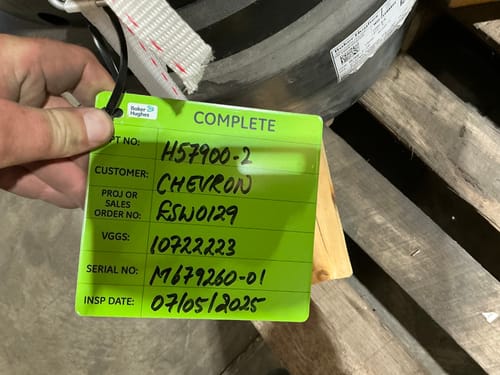 Baker
Hughes
COMPLETE
PT NO: H57900-2
CUSTOMER: CHEVRON
PROJ OR
SALES
ORDER NO: ESW0129
VGGS: 10722223
SERIAL NO: M679260-01
INSP DATE: 07/05/2025